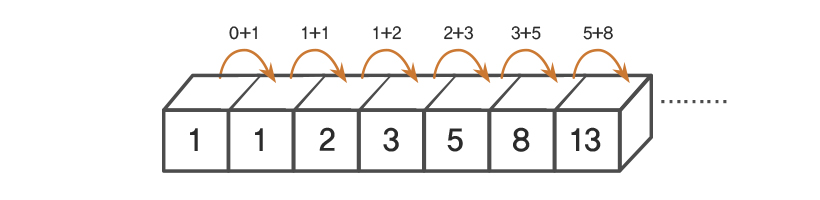 0+1 1+1 1+2 2+3 3+5 5+8
1 1 2 3 5 8 13 .........